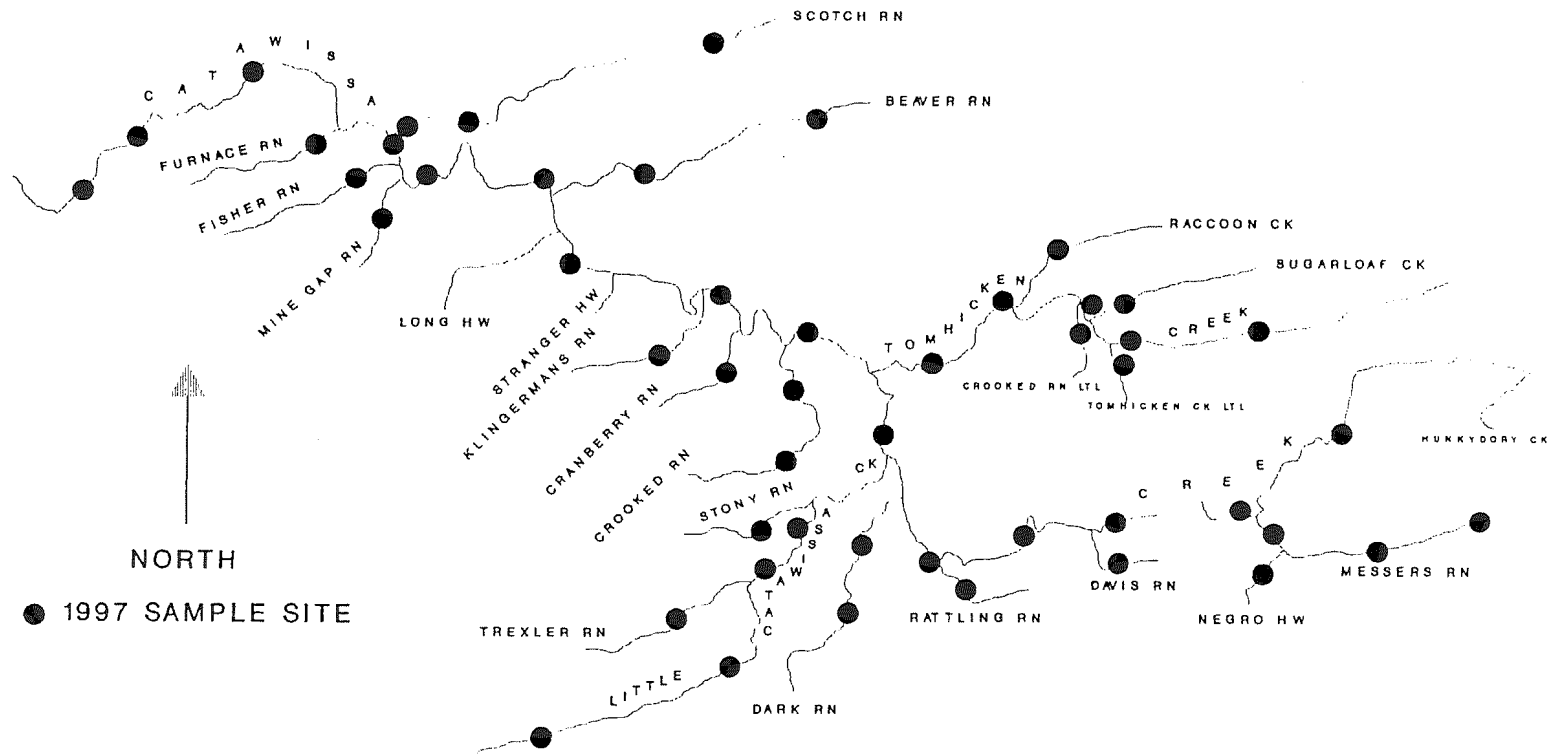 SCOTCH RN
CATAWISSA
BEAVER RN
FURNACE RN
FISHER RN
MINE GAP RN
LONG HW
STRANGER HW
KLINGERMANS RN
CRANBERRY RN
CROOKED RN
STONY RN
RACCOON CK
SUGARLOAF CK
TOMHICKEN CREEK
CROOKED RN LTL
TOMHICKEN CK LTL
HUNKYDORY CK
CREEK
MESSERS RN
NEGRO HW
DAVIS RN
RATTLING RN
DARK RN
TREXLER RN
LITTLE CATAWISSA CK
NORTH
1997 SAMPLE SITE